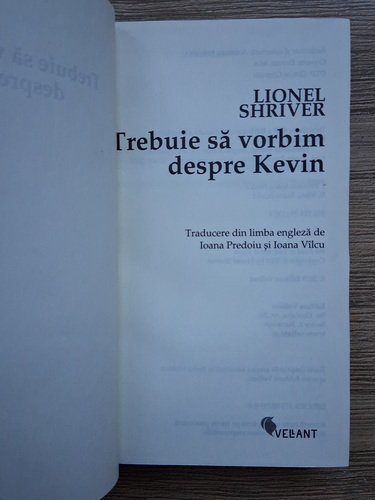 LIONEL
SHRIVER
Trebuie să vorbim
despre Kevin
Traducere din limba engleză de
Ioana Predoiu și Ioana Vîlcu
VELLANT